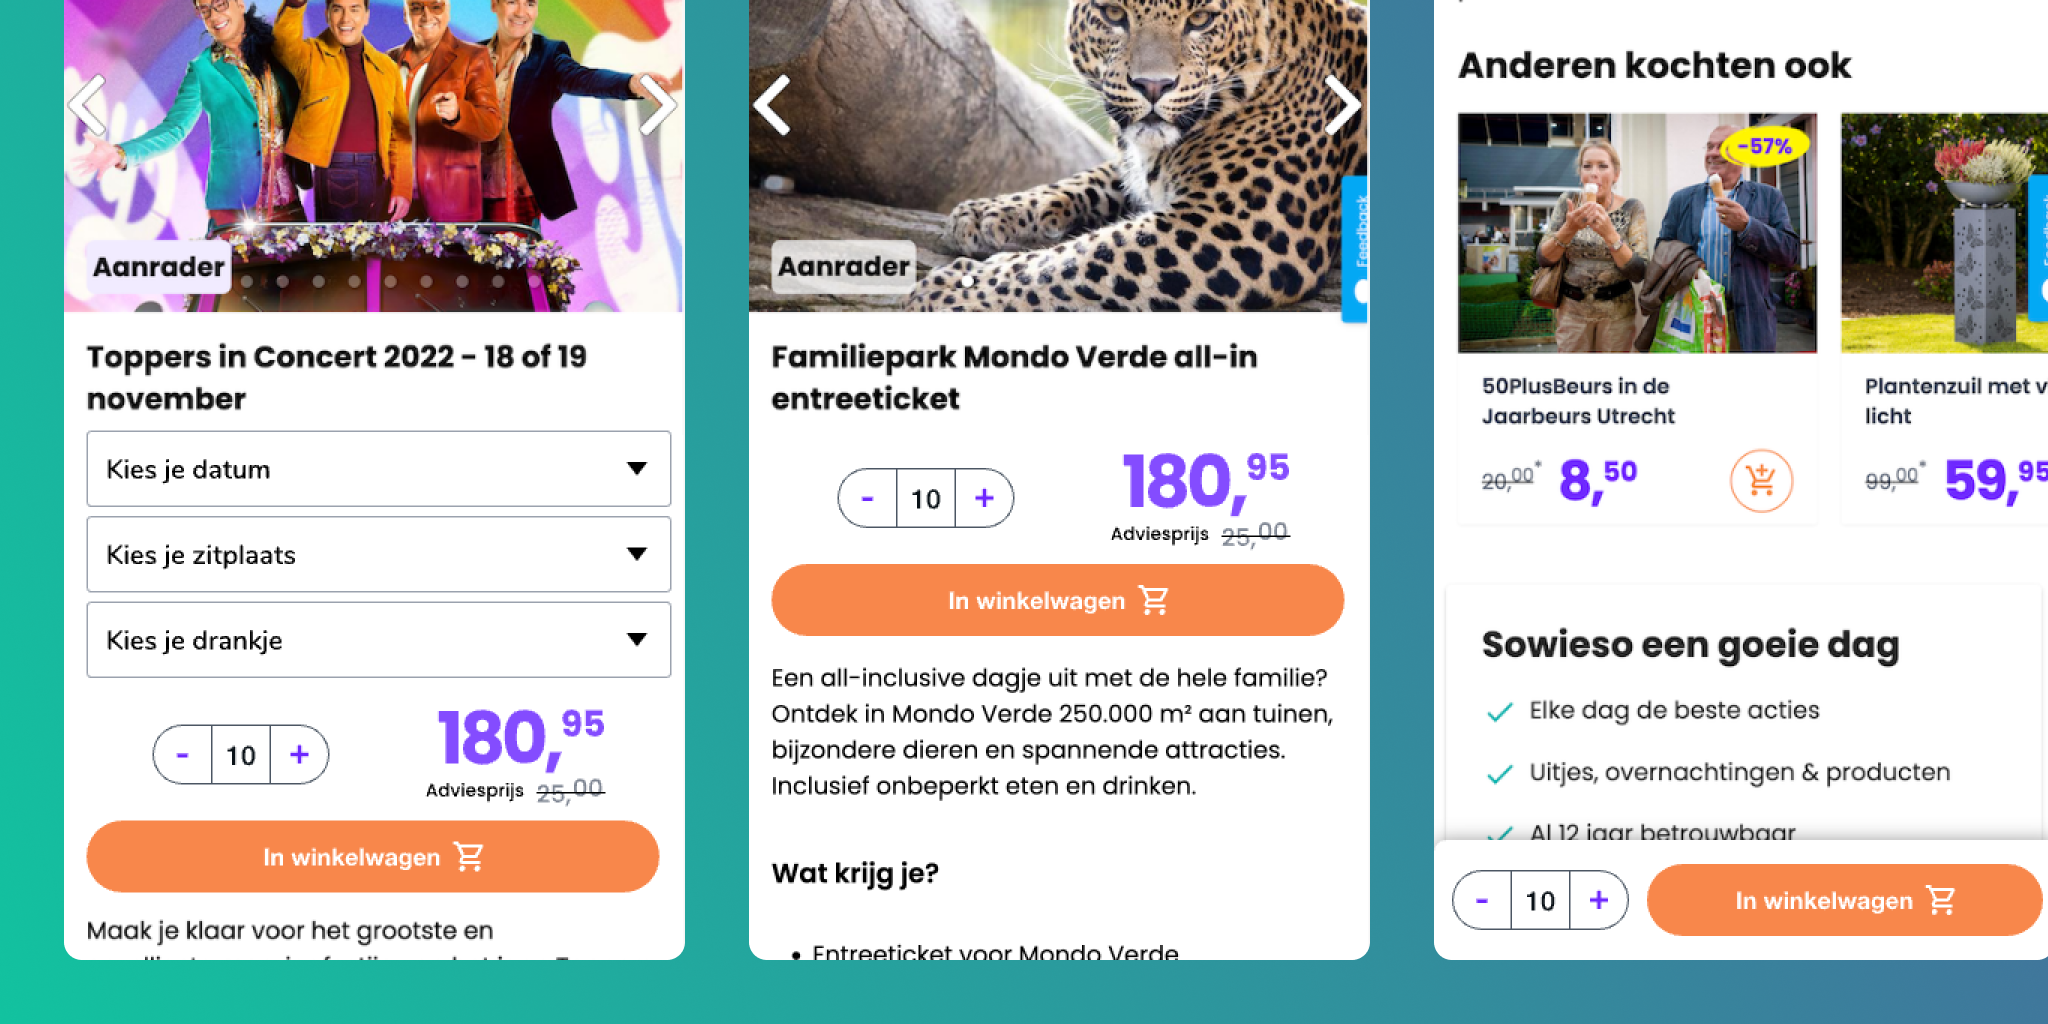 Aanrader
Toppers in Concert 2022 - 18 of 19
november
Kies je datum
Kies je zitplaats
Kies je drankje
- 10 +
180,95
Adviesprijs 25,00
In winkelwagen
Maak je klaar voor het grootste en
Feedback
Aanrader
Familiepark Mondo Verde all-in
entreeticket
- 10 +
180,95
Adviesprijs 25,00
In winkelwagen
Een all-inclusive dagje uit met de hele familie?
Ontdek in Mondo Verde 250.000 m² aan tuinen,
bijzondere dieren en spannende attracties.
Inclusief onbeperkt eten en drinken.
Wat krijg je?
• Entreeticket voor Mondo Verde
Anderen kochten ook
-57%
50PlusBeurs in de
Jaarbeurs Utrecht
20,00* 8,50
Feedback
Plantenzuil met v
licht
99,00* 59,95
Sowieso een goeie dag
Elke dag de beste acties
Uitjes, overnachtingen & producten
Al 12 jaar betrouwbaar
- 10 +
In winkelwagen